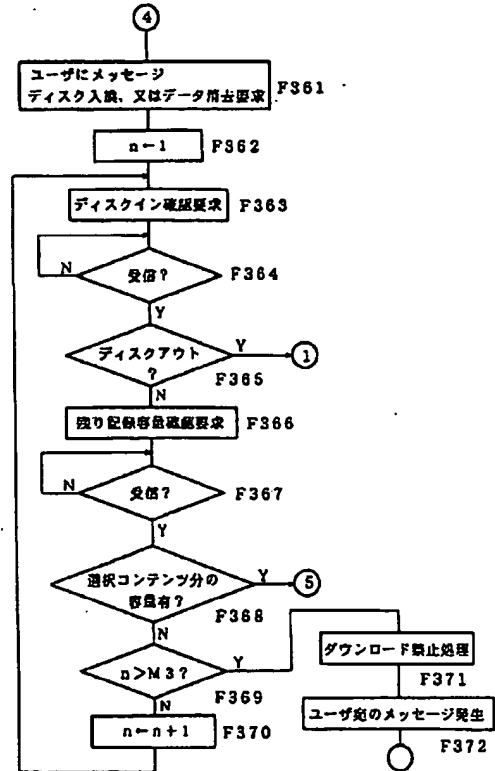 4
ユーザにメッセージ
ディスク入換、又はデータ消去要求
F361
n←1
F362
ディスクイン確認要求
F363
N
受信?
F364
Y
ディスクアウト
?
Y
1
F365
N
残り記録容量確認要求
F366
N
受信?
F367
Y
選択コンテンツ分の
容量有?
Y
5
F368
N
n>M3?
Y
F369
N
n←n+1
F370
ダウンロード禁止処理
F371
ユーザ宛のメッセージ発生
F372